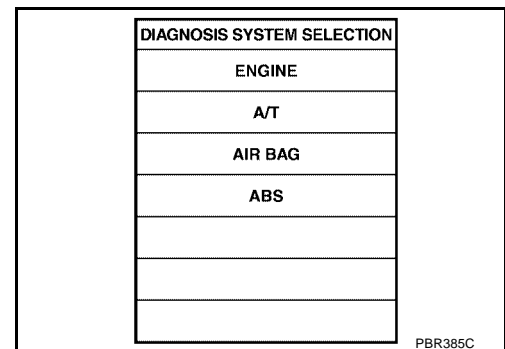 DIAGNOSIS SYSTEM SELECTION
ENGINE
A/T
AIR BAG
ABS
PBR385C